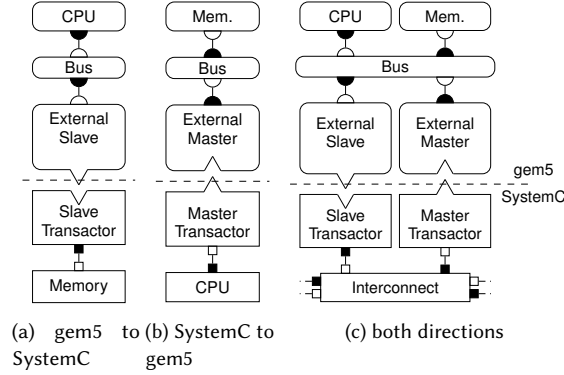 CPU
Bus
External
Slave
Slave
Transactor
Memory
Mem.
Bus
External
Master
Master
Transactor
CPU
CPU Mem.
Bus
External External
Slave Master
gem5
SystemC
Slave Master
Transactor Transactor
Interconnect
(a) gem5 to
SystemC
(b) SystemC to
gem5
(c) both directions